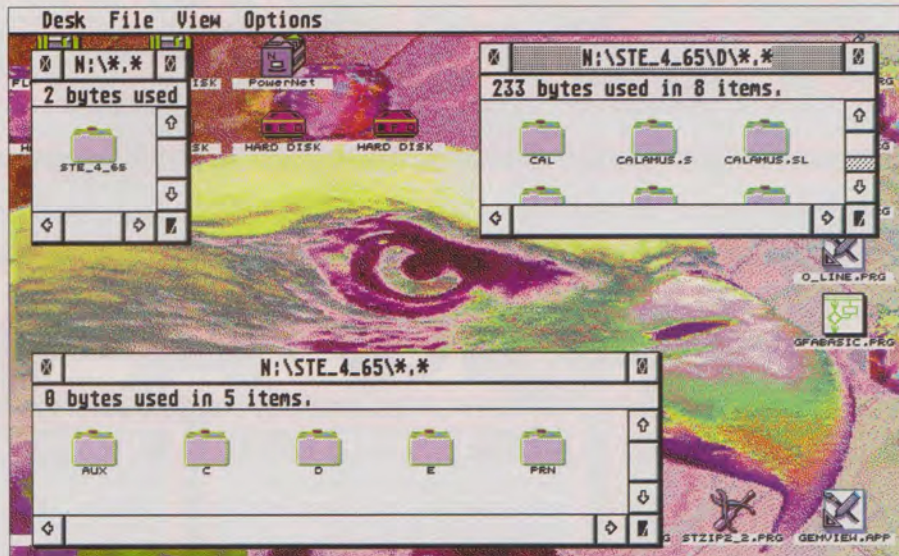 Desk File View Options
N:\*.*
2 bytes used
STE_4_65
PowerNet
HARD DISK
HARD DISK
N:\STE_4_65\D\*.*
233 bytes used in 8 items.
CAL
CALAMUS.S
CALAMUS.SL
O_LINE.PRG
GFABASIC.PRG
N:\STE_4_65\*.*
0 bytes used in 5 items.
AUX
C
D
E
PRN
STZIP2_2.PRG
GEMVIEW.APP